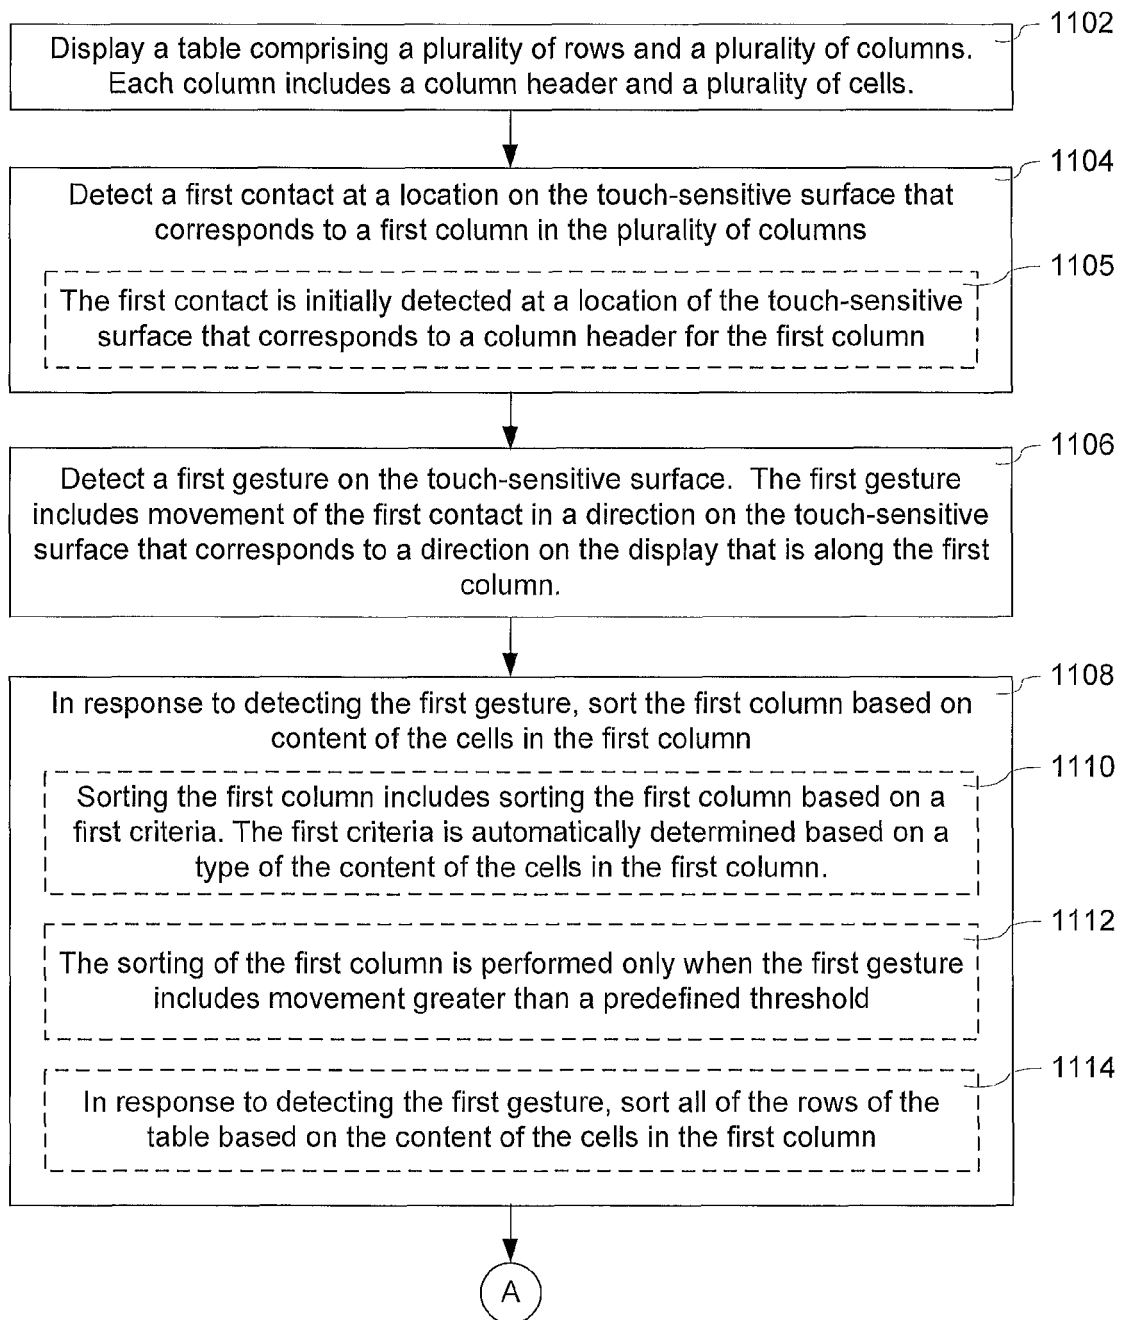 1102
Display a table comprising a plurality of rows and a plurality of columns.
Each column includes a column header and a plurality of cells.
1104
Detect a first contact at a location on the touch-sensitive surface that
corresponds to a first column in the plurality of columns
1105
The first contact is initially detected at a location of the touch-sensitive
surface that corresponds to a column header for the first column
1106
Detect a first gesture on the touch-sensitive surface. The first gesture
includes movement of the first contact in a direction on the touch-sensitive
surface that corresponds to a direction on the display that is along the first
column.
1108
In response to detecting the first gesture, sort the first column based on
content of the cells in the first column
1110
Sorting the first column includes sorting the first column based on a
first criteria. The first criteria is automatically determined based on a
type of the content of the cells in the first column.
1112
The sorting of the first column is performed only when the first gesture
includes movement greater than a predefined threshold
1114
In response to detecting the first gesture, sort all of the rows of the
table based on the content of the cells in the first column
A